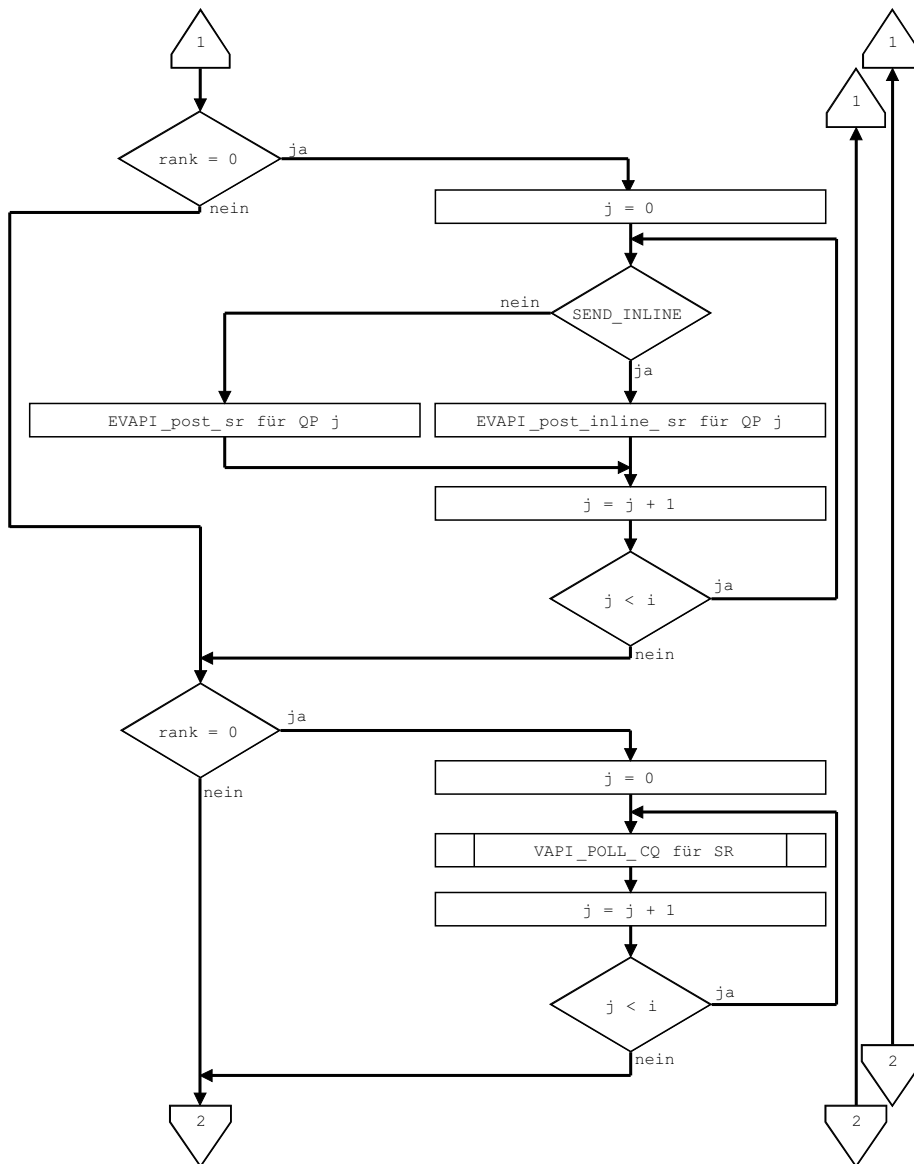 1
1
1
rank = 0
ja
nein
j = 0
nein
SEND_INLINE
ja
EVAPI_post_sr für QP j
EVAPI_post_inline_ sr für QP j
j = j + 1
j < i
ja
nein
rank = 0
ja
nein
j = 0
VAPI_POLL_CQ für SR
j = j + 1
j < i
ja
nein
2
2
2